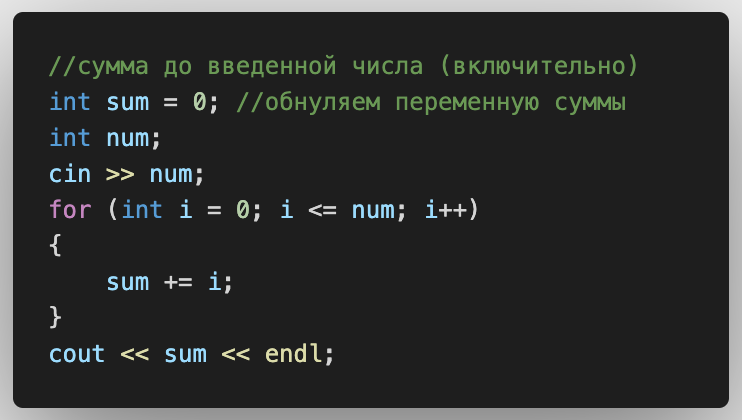 //сумма до введенной числа (включительно)
int sum = 0; //обнуляем переменную суммы
int num;
cin >> num;
for (int i = 0; i <= num; i++)
{
    sum += i;
}
cout << sum << endl;